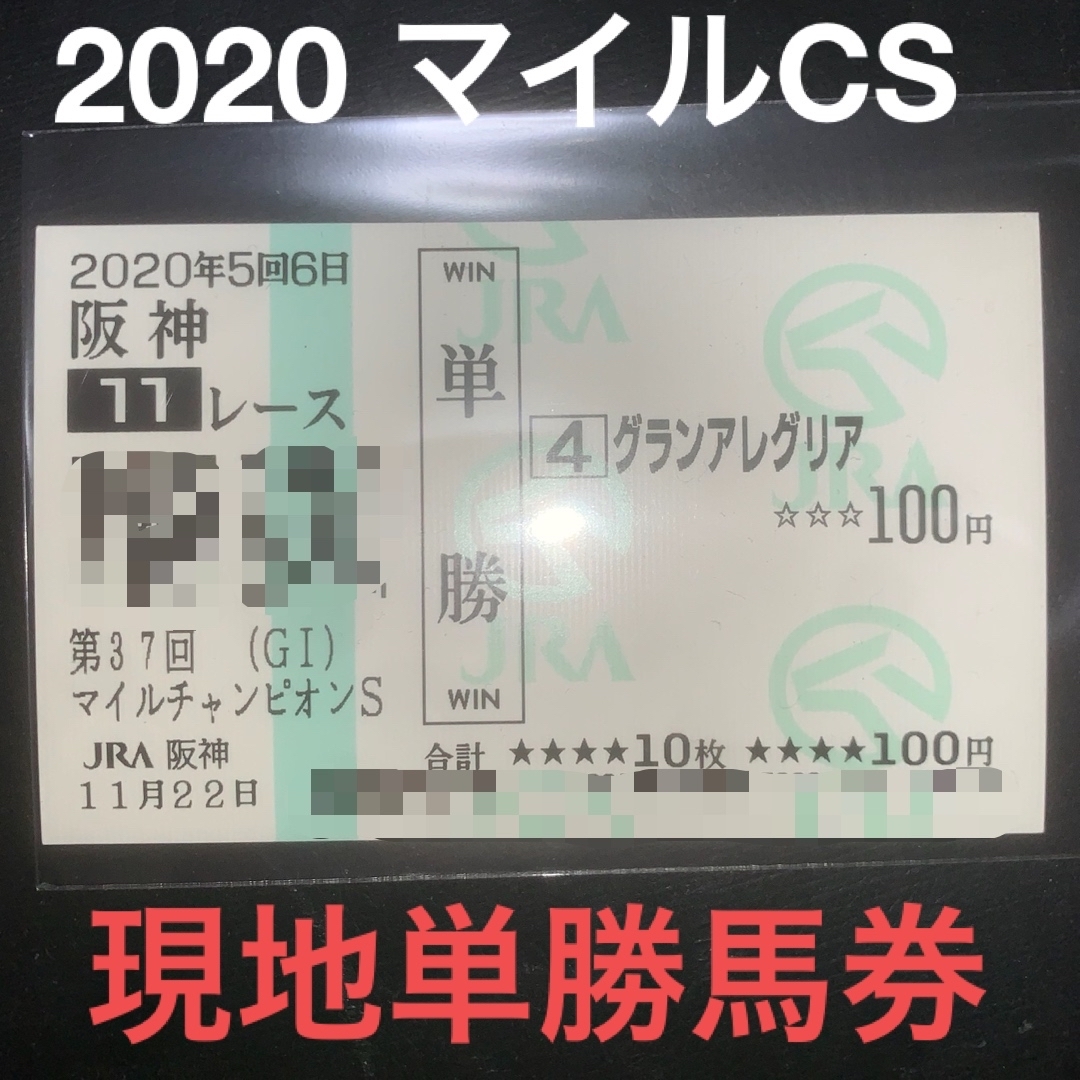 2020 マイルCS
2020年5回6日
阪神
11レース
第37回 (GI)
マイルチャンピオンS
JRA 阪神
11月22日
WIN
単
勝
WIN
4 グランアレグリア
☆☆☆100円
合計 ★★★★10枚 ★★★★100円
JRA
JRA
JRA
現地単勝馬券